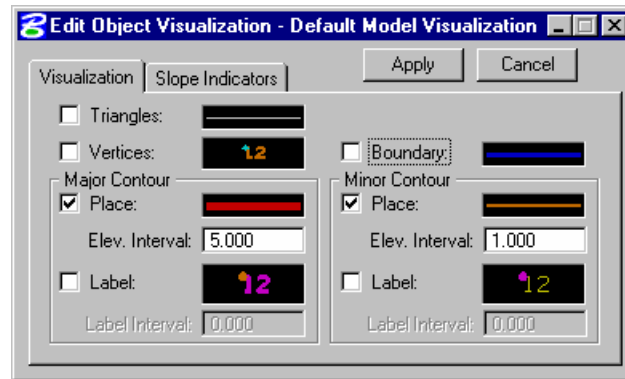 Edit Object Visualization - Default Model Visualization
Apply Cancel
Visualization Slope Indicators
Triangles:
Vertices: 12 Boundary:
Major Contour Minor Contour
Place: Place:
Elev. Interval: 5.000 Elev. Interval: 1.000
Label: 12 Label: 12
Label Interval: 0.000 Label Interval: 0.000